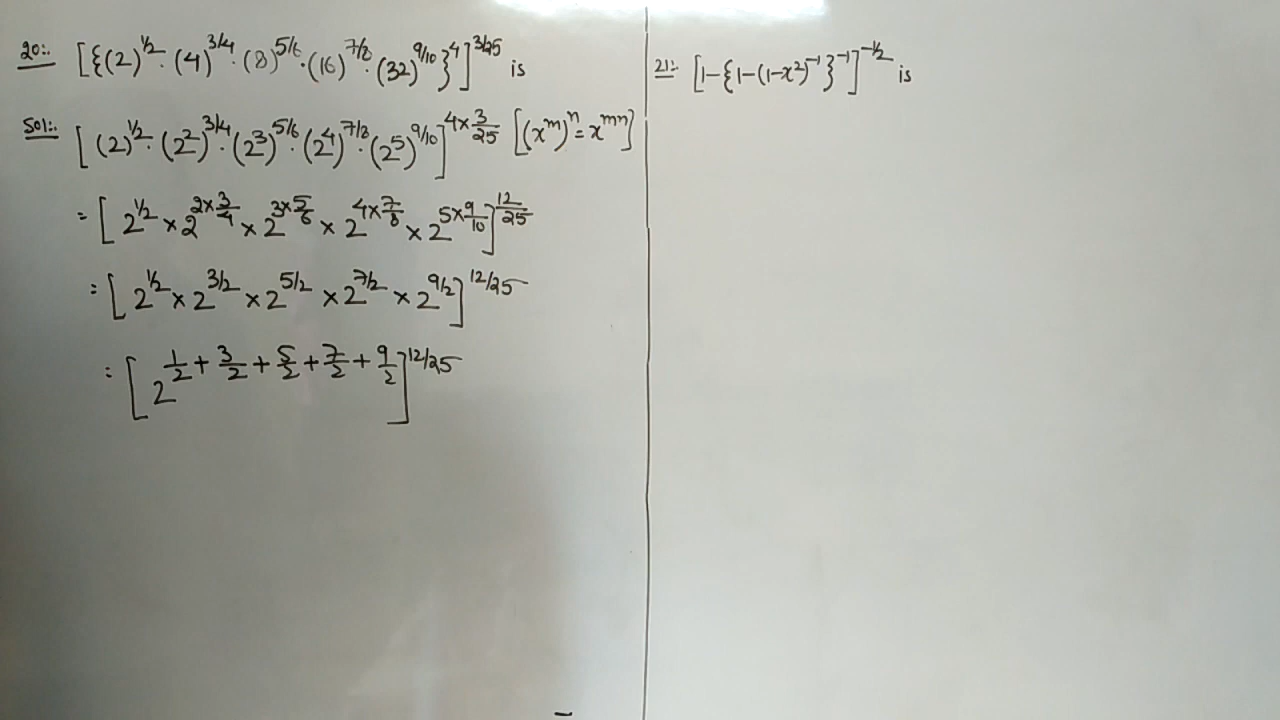 20:. [{(2)^1/2 · (4)^3/4 · (8)^5/6 · (16)^7/8 · (32)^9/10}^4]^3/25 is
Sol:. [(2)^1/2 · (2^2)^3/4 · (2^3)^5/6 · (2^4)^7/8 · (2^5)^9/10]^4×3/25 [(x^m)^n = x^mn]
= [2^1/2 × 2^2×3/4 × 2^3×5/6 × 2^4×7/8 × 2^5×9/10]^12/25
= [2^1/2 × 2^3/2 × 2^5/2 × 2^7/2 × 2^9/2]^12/25
= [2^1/2 + 3/2 + 5/2 + 7/2 + 9/2]^12/25
21:. [1-{1-(1-x^2)^-1}^-1]^-1/2 is